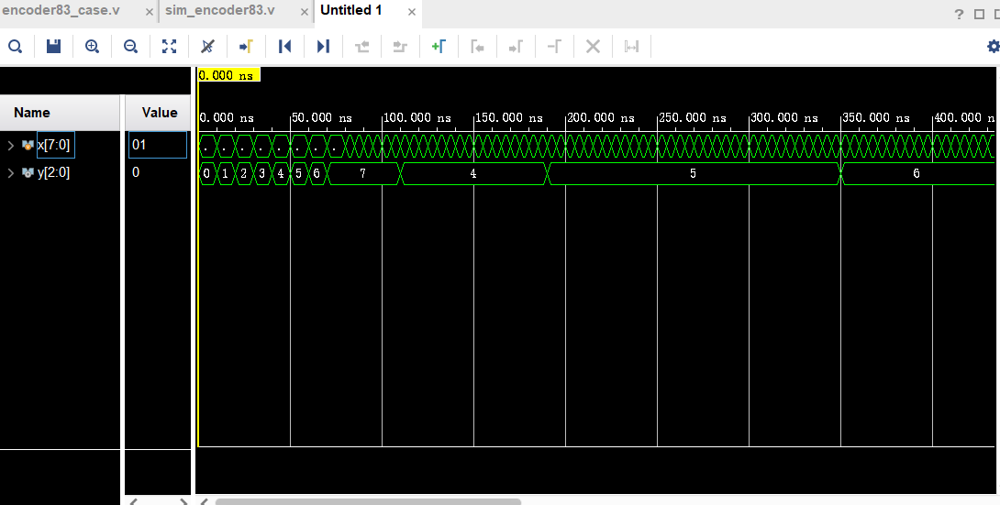 encoder83_case.v × sim_encoder83.v × Untitled 1 ×
?
0.000 ns
Name Value
0.000 ns 50.000 ns 100.000 ns 150.000 ns 200.000 ns 250.000 ns 300.000 ns 350.000 ns 400.000
x[7:0] 01 . . . . . . . .
y[2:0] 0 0 1 2 3 4 5 6 7 4 5 6